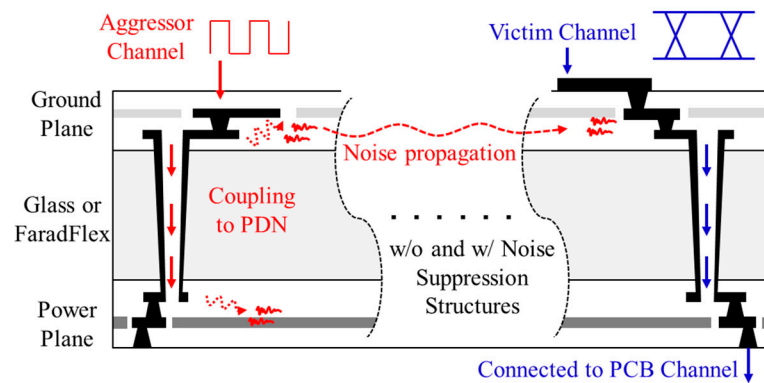 Aggressor
Channel
Victim Channel
Ground
Plane
Noise propagation
Coupling
to PDN
Glass or
FaradFlex
. . . . . .
w/o and w/ Noise
Suppression
Structures
Power
Plane
Connected to PCB Channel